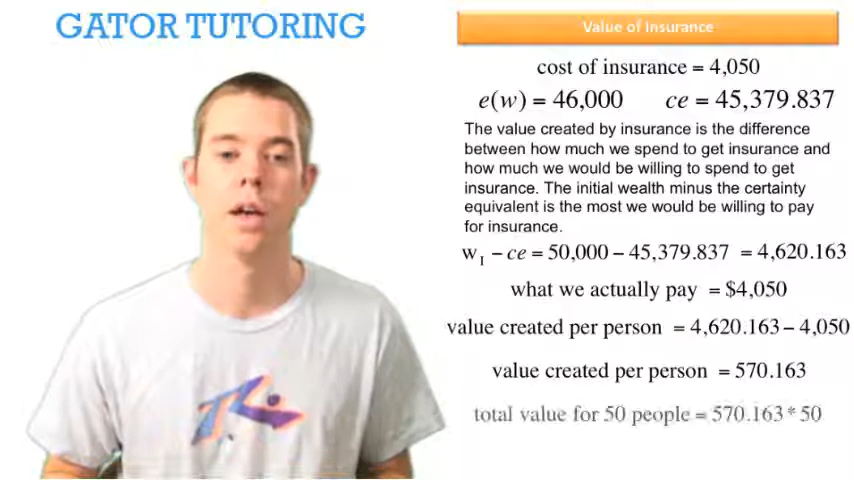 GATOR TUTORING
Value of Insurance
cost of insurance = 4,050
e(w) = 46,000 ce = 45,379.837
The value created by insurance is the difference
between how much we spend to get insurance and
how much we would be willing to spend to get
insurance. The initial wealth minus the certainty
equivalent is the most we would be willing to pay
for insurance.
w_I − ce = 50,000 − 45,379.837 = 4,620.163
what we actually pay = $4,050
value created per person = 4,620.163 − 4,050
value created per person = 570.163
total value for 50 people = 570.163 * 50